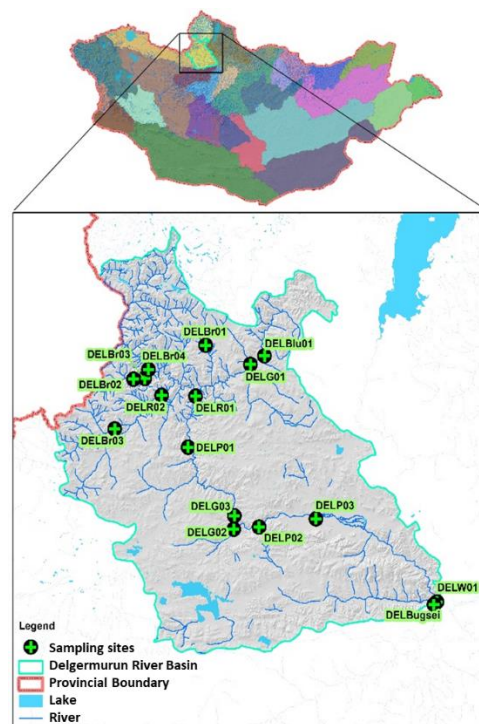 DELBr01
DELBlu01
DELBr03
DELBr04
DELG01
DELBr02
DELR02
DELR01
DELBr03
DELP01
DELG03
DELP03
DELG02
DELP02
DELW01
DELBugsei
Legend
Sampling sites
Delgermurun River Basin
Provincial Boundary
Lake
River